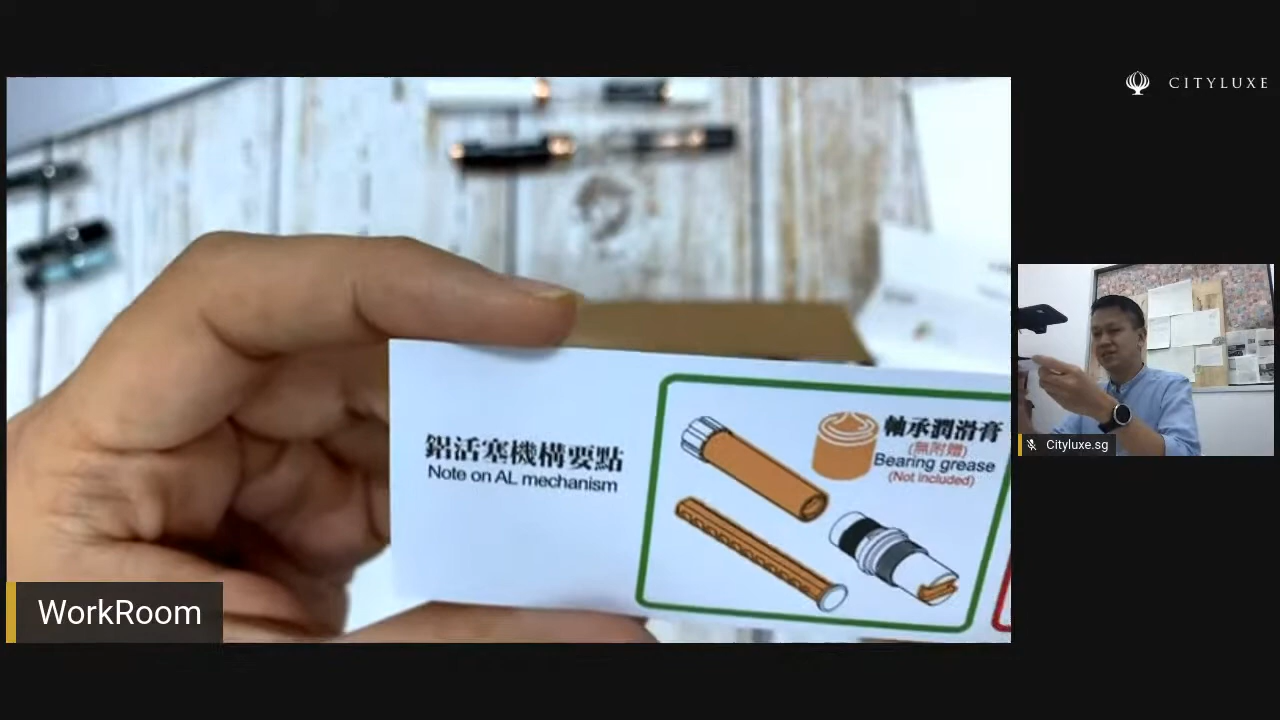 CITYLUXE
鋁活塞機構要點
Note on AL mechanism
軸承潤滑膏
(無附贈)
Bearing grease
(Not included)
Cityluxe.sg
WorkRoom